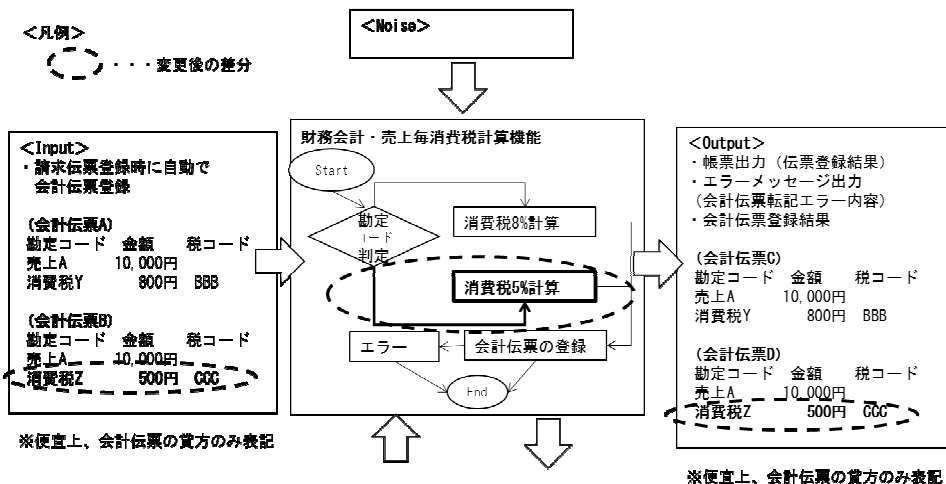 <凡例>
・・・変更後の差分
<Noise>
<Input>
・請求伝票登録時に自動で
会計伝票登録
(会計伝票A)
勘定コード 金額 税コード
売上A 10,000円
消費税Y 800円 BBB
(会計伝票B)
勘定コード 金額 税コード
売上A 10,000円
消費税Z 500円 CCC
※便宜上、会計伝票の貸方のみ表記
財務会計・売上毎消費税計算機能
Start
勘定
コード
判定
消費税8%計算
消費税5%計算
エラー
会計伝票の登録
End
<Output>
・帳票出力（伝票登録結果）
・エラーメッセージ出力
（会計伝票転記エラー内容）
・会計伝票登録結果
(会計伝票C)
勘定コード 金額 税コード
売上A 10,000円
消費税Y 800円 BBB
(会計伝票D)
勘定コード 金額 税コード
売上A 10,000円
消費税Z 500円 CCC
※便宜上、会計伝票の貸方のみ表記